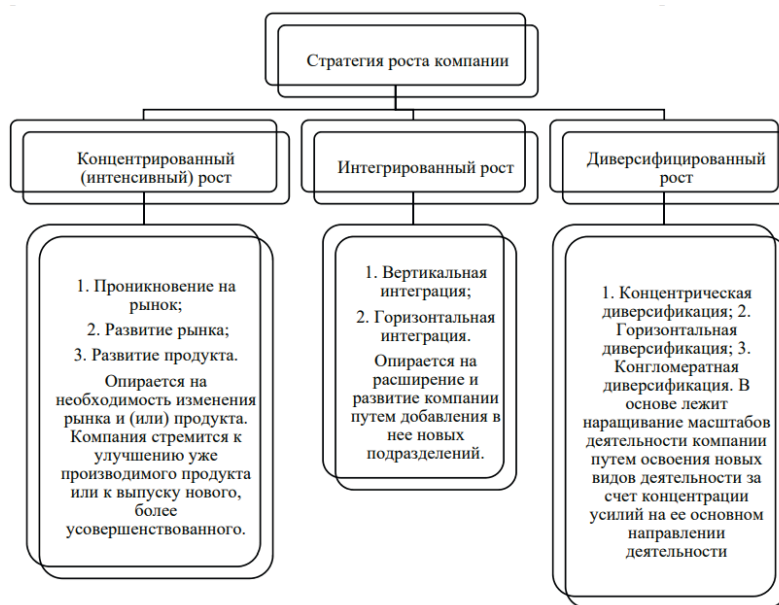 Стратегия роста компании
Концентрированный
(интенсивный) рост
Интегрированный рост
Диверсифицированный
рост
1. Проникновение на
рынок;
2. Развитие рынка;
3. Развитие продукта.
Опирается на
необходимость изменения
рынка и (или) продукта.
Компания стремится к
улучшению уже
производимого продукта
или к выпуску нового,
более
усовершенствованного.
1. Вертикальная
интеграция;
2. Горизонтальная
интеграция.
Опирается на
расширение и
развитие компании
путем добавления в
нее новых
подразделений.
1. Концентрическая
диверсификация; 2.
Горизонтальная
диверсификация; 3.
Конгломератная
диверсификация. В
основе лежит
наращивание масштабов
деятельности компании
путем освоения новых
видов деятельности за
счет концентрации
усилий на ее основном
направлении
деятельности